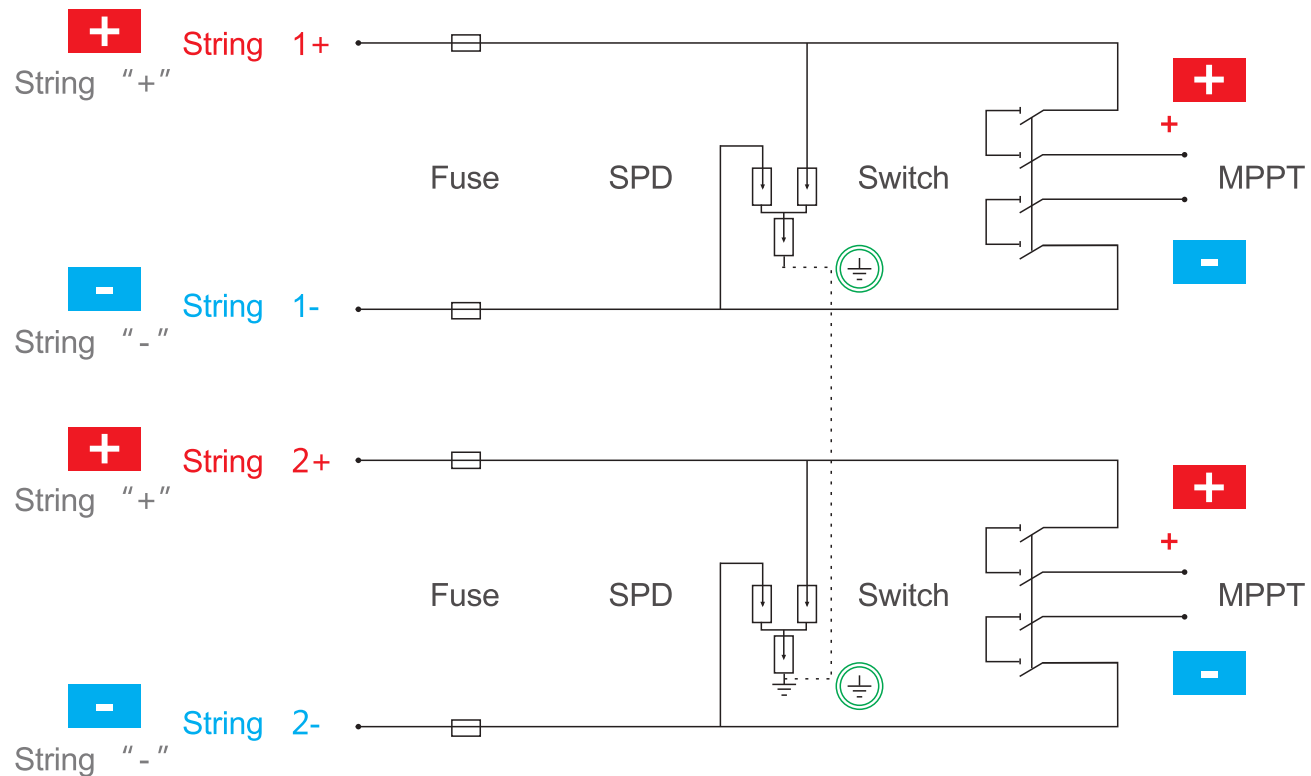 +
String 1+
String “+”
+
+
Fuse SPD Switch MPPT
-
-
String 1-
String “-”
+
String 2+
String “+”
+
+
Fuse SPD Switch MPPT
-
-
String 2-
String “-”